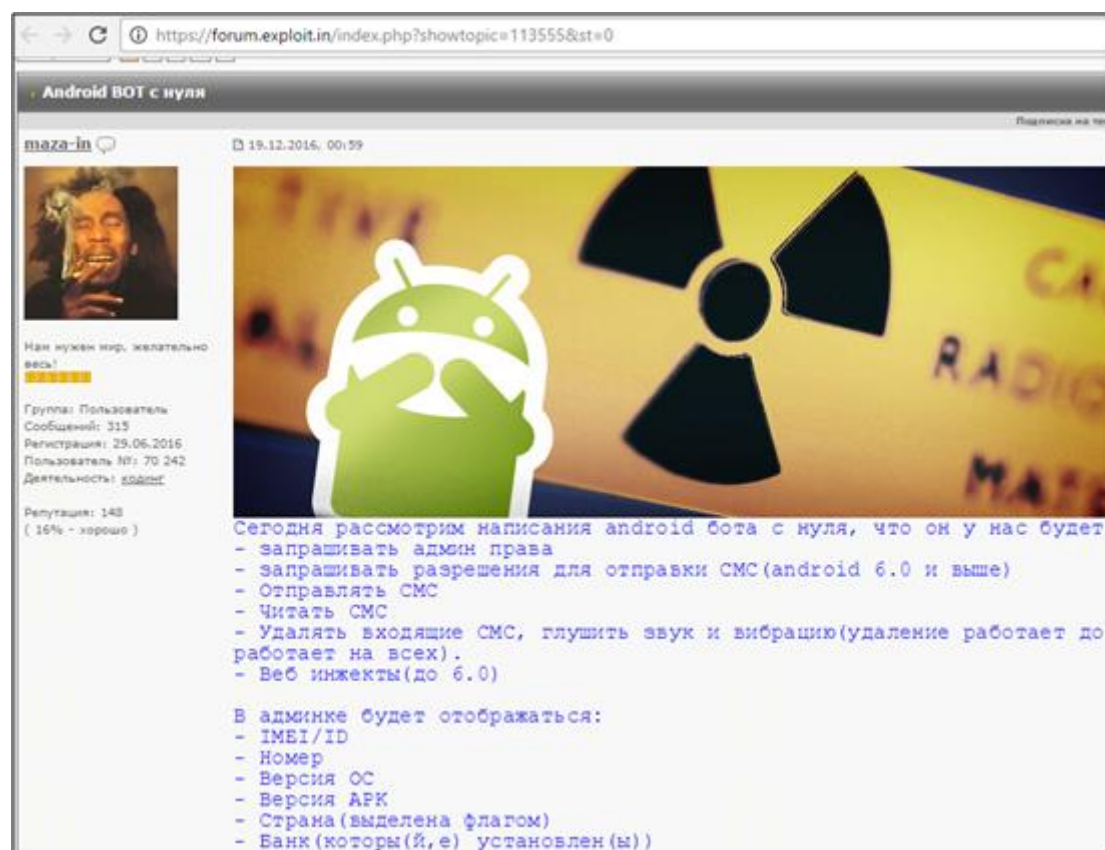 https://forum.exploit.in/index.php?showtopic=113555&st=0
Android BOT с нуля
Подписка на
maza-in
19.12.2016, 00:59
CA
RADIO
MATE
Нам нужен мир, желательно
весь!
Группа: Пользователь
Сообщений: 315
Регистрация: 29.06.2016
Пользователь №: 70 242
Деятельность: кодинг
Репутация: 148
( 16% - хорошо )
Сегодня рассмотрим написания android бота с нуля, что он у нас будет
- запрашивать админ права
- запрашивать разрешения для отправки СМС(android 6.0 и выше)
- Отправлять СМС
- Читать СМС
- Удалять входящие СМС, глушить звук и вибрацию(удаление работает до
работает на всех).
- Веб инжекты(до 6.0)
В админке будет отображаться:
- IMEI/ID
- Номер
- Версия ОС
- Версия APK
- Страна(выделена флагом)
- Банк(которы(й,е) установлен(ы))